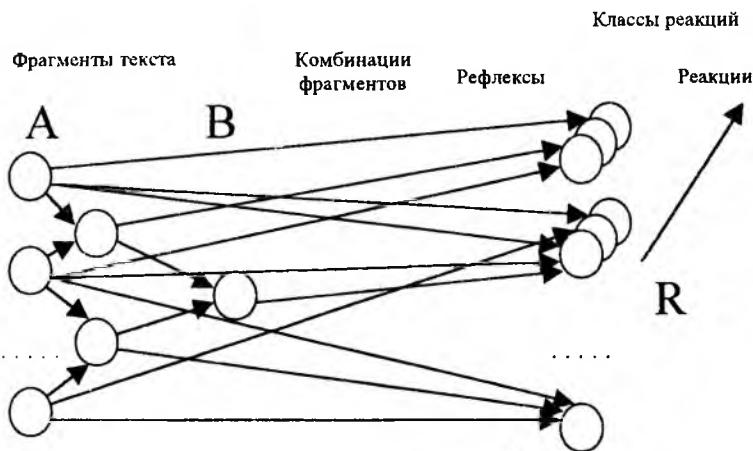 Классы реакций
Фрагменты текста
Комбинации
фрагментов
Рефлексы
Реакции
A
B
R
. . . . .
. . . . .